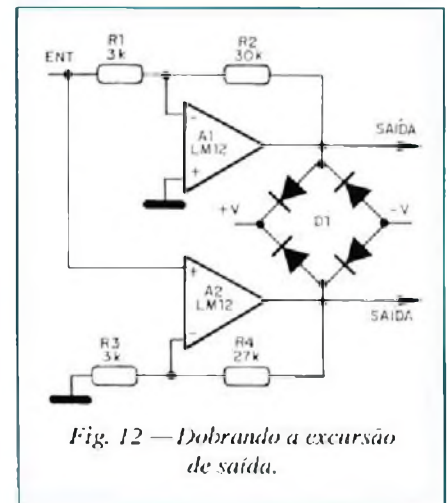 ENT
R1
3k
R2
30k
-
A1
LM12
+
SAÍDA
+V
D1
-V
+
A2
LM12
-
SAIDA
R3
3k
R4
27k
Fig. 12 — Dobrando a excursão
de saída.